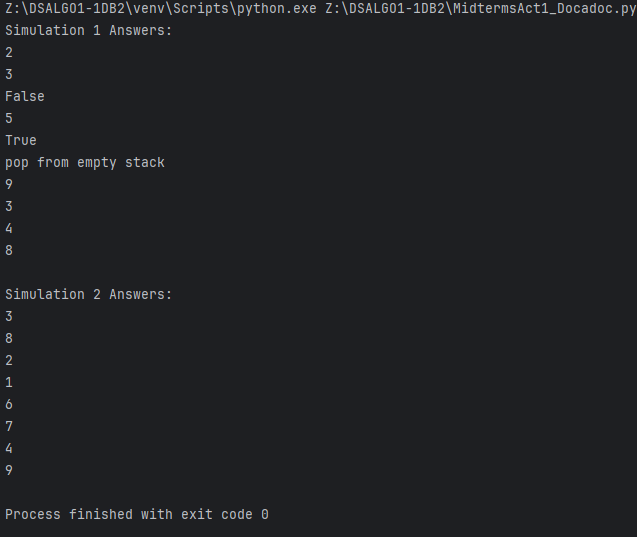 Z:\DSALGO1-1DB2\venv\Scripts\python.exe Z:\DSALGO1-1DB2\MidtermsAct1_Docadoc.py
Simulation 1 Answers:
2
3
False
5
True
pop from empty stack
9
3
4
8
Simulation 2 Answers:
3
8
2
1
6
7
4
9
Process finished with exit code 0